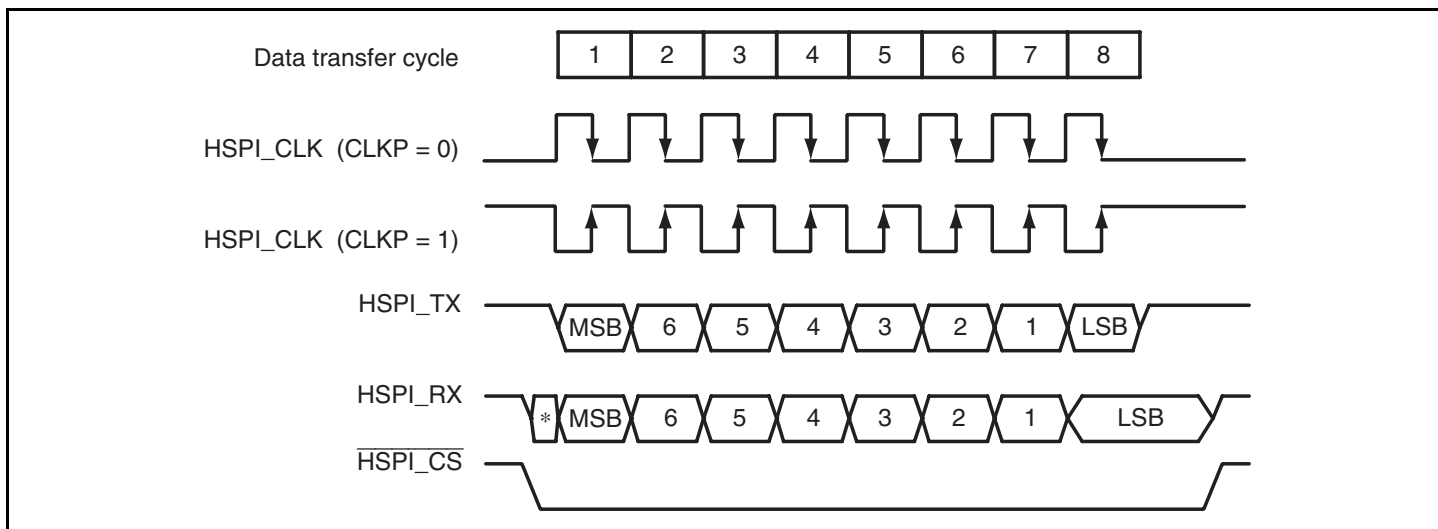 Data transfer cycle 1 2 3 4 5 6 7 8
HSPI_CLK (CLKP = 0)
HSPI_CLK (CLKP = 1)
HSPI_TX MSB 6 5 4 3 2 1 LSB
HSPI_RX * MSB 6 5 4 3 2 1 LSB
HSPI_CS